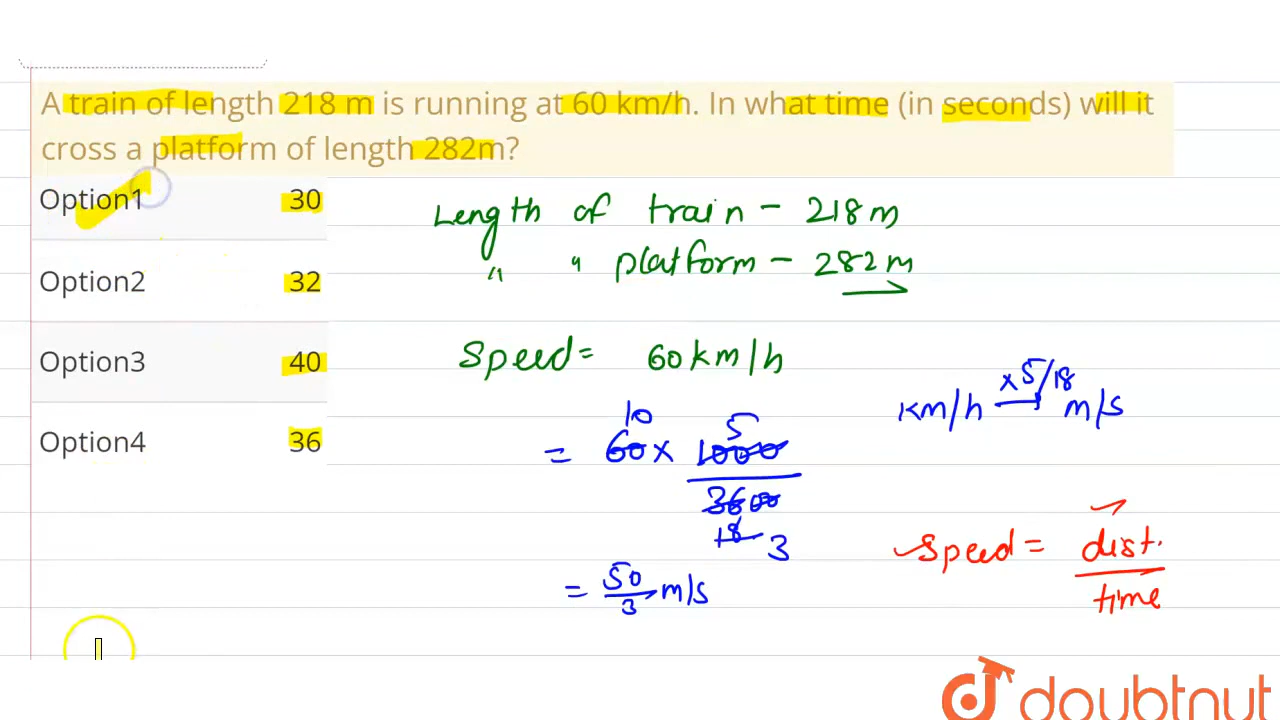 A train of length 218 m is running at 60 km/h. In what time (in seconds) will it
cross a platform of length 282m?
Option1 30
Option2 32
Option3 40
Option4 36
Length of train - 218m
" " platform - 282m
Speed = 60km/h
km/h ×5/18 m/s
10 5
= 60 × 1000
3600
18 3
= 50/3 m/s
Speed = dist.
time
doubtnut